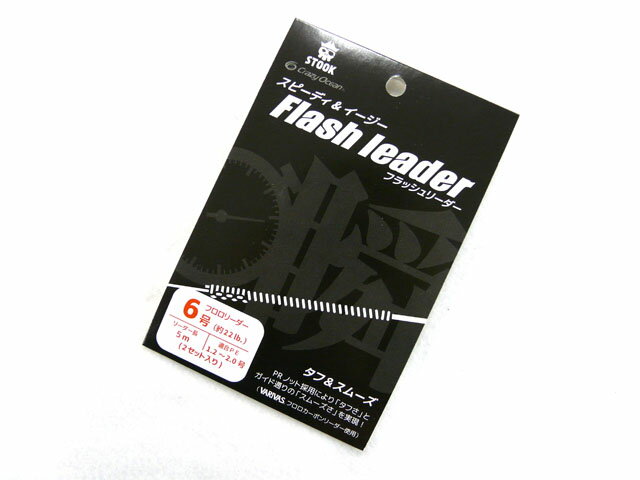 STOOK
Crazy Ocean
スピーディ&イージー
Flash leader
フラッシュリーダー
瞬
フロロリーダー
6号(約22lb.)
リーダー長 適合PE
5m 1.2~2.0号
(2セット入り)
タフ&スムーズ
PRノット採用により「タフさ」と
ガイド通りの「スムーズさ」を実現!
(VARIVAS フロロカーボンリーダー使用)